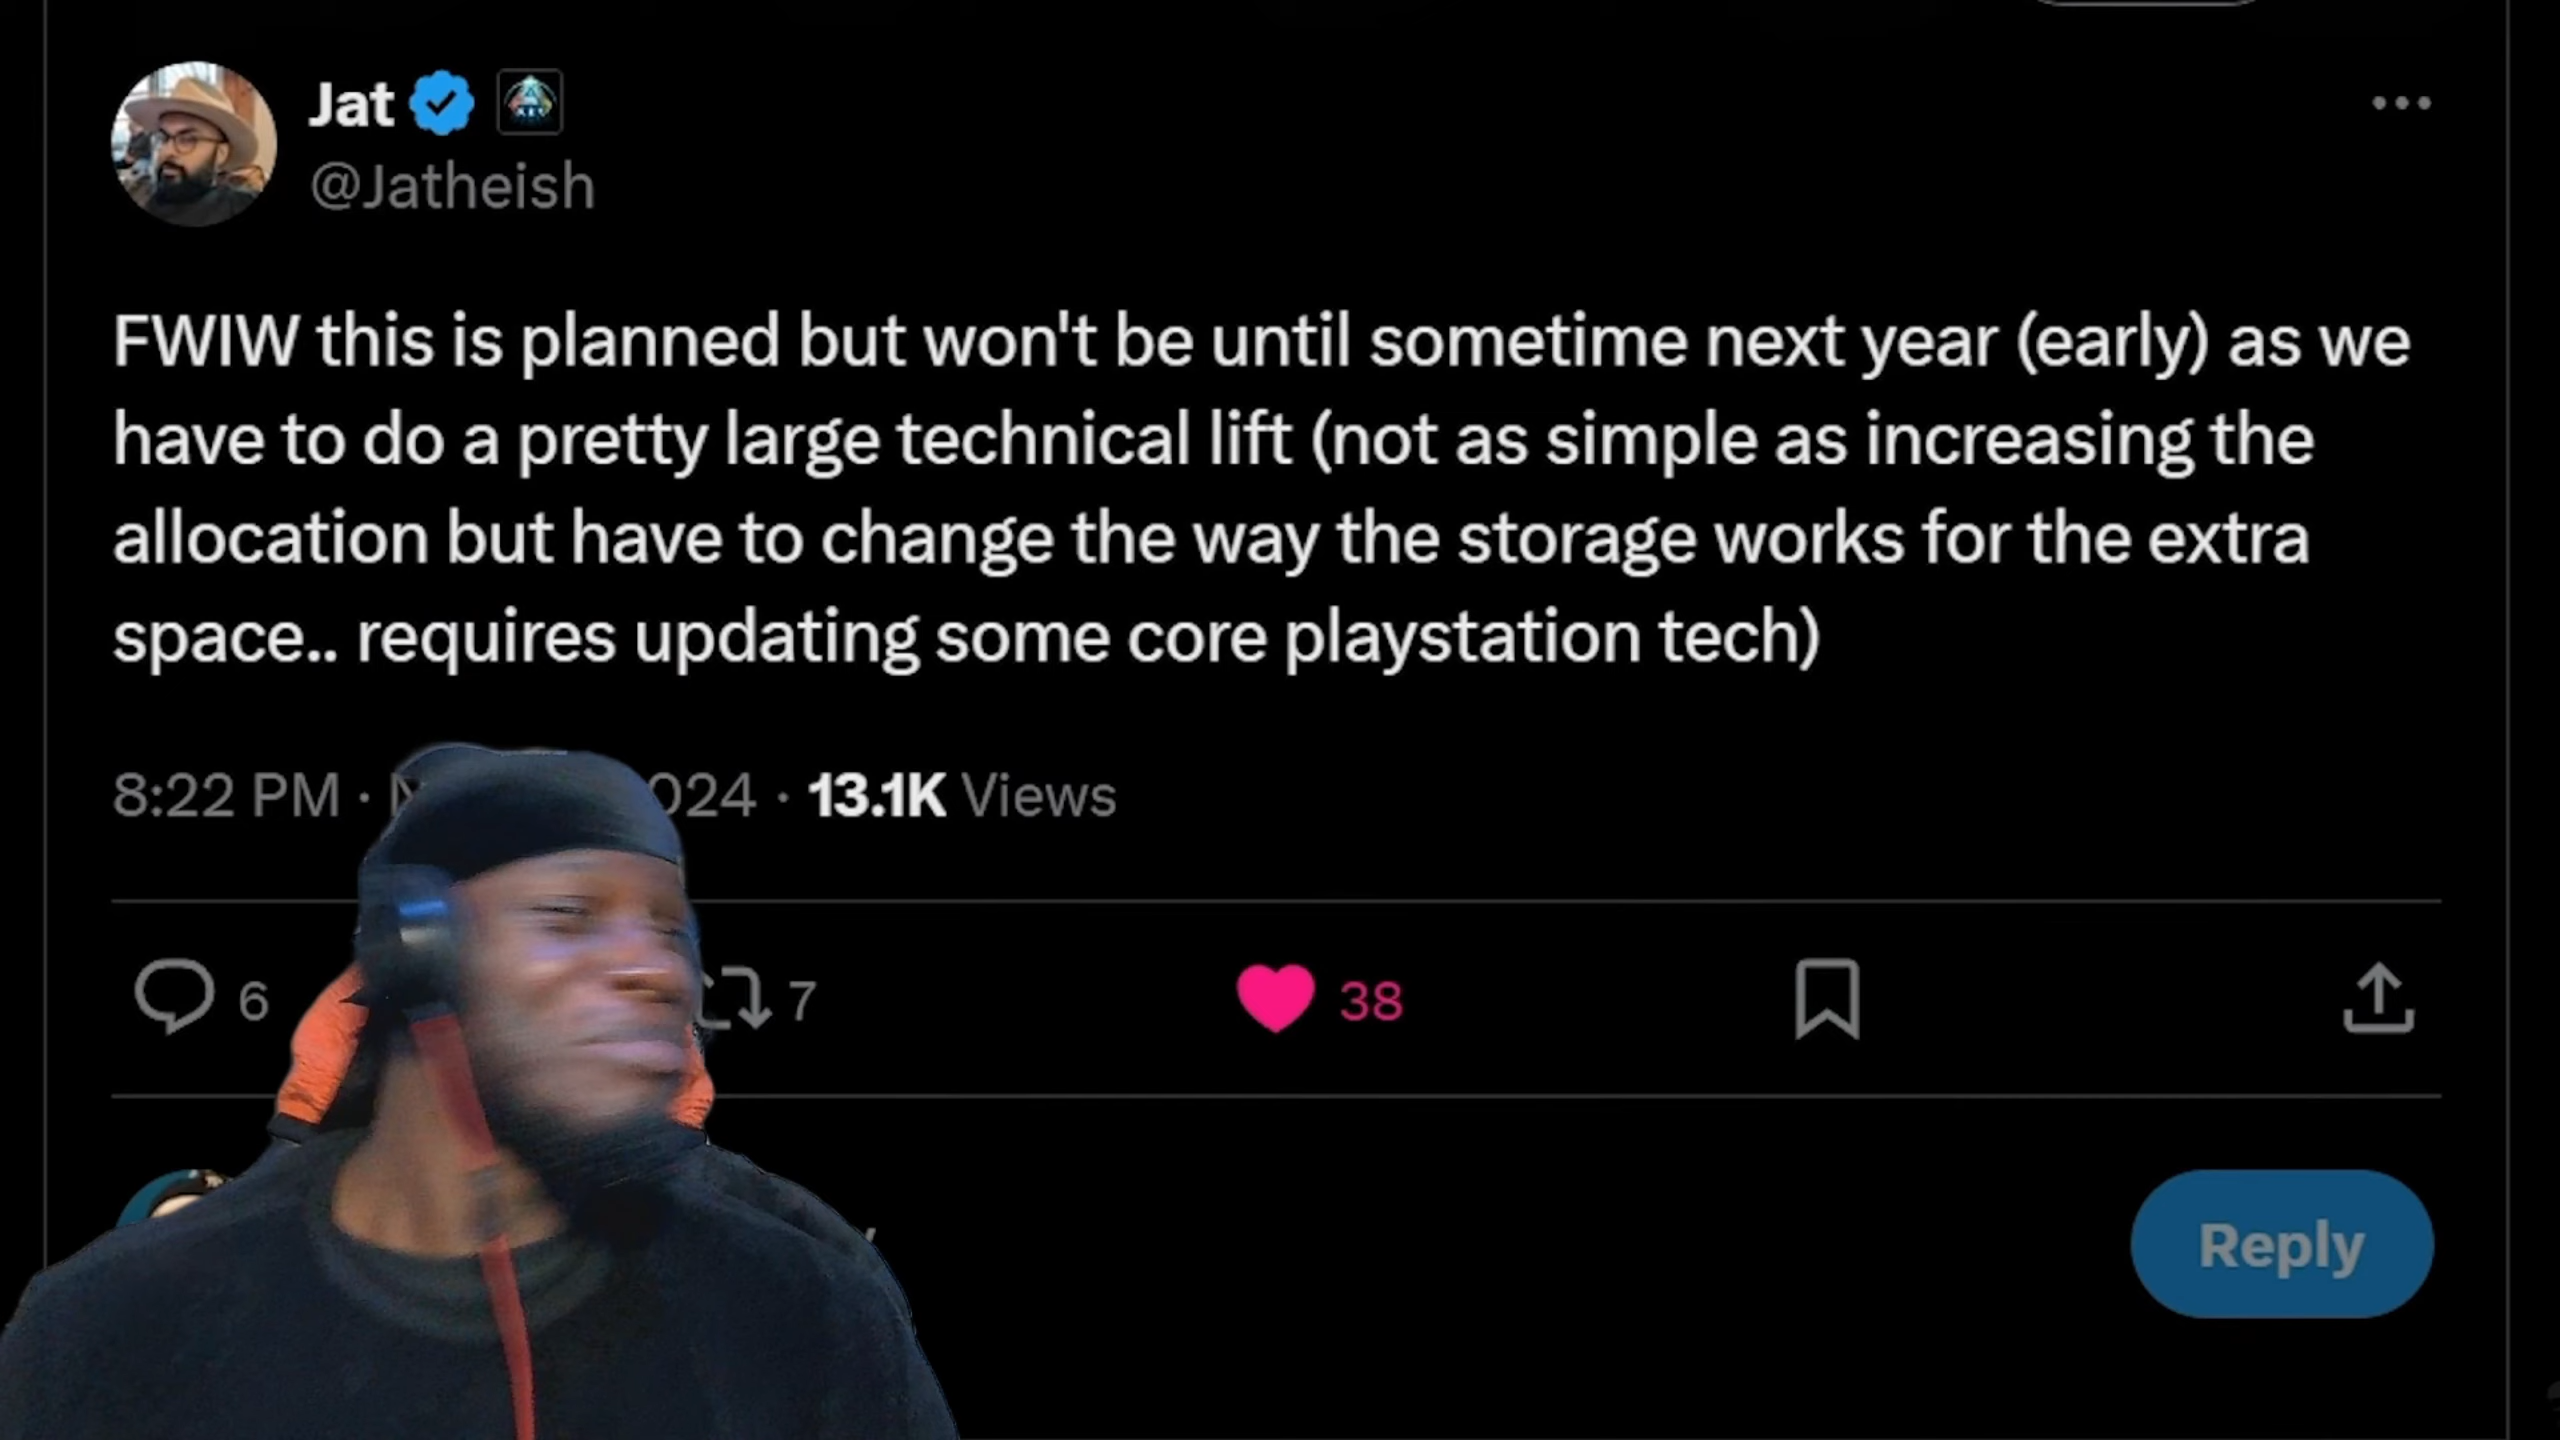 Jat
@Jatheish
FWIW this is planned but won't be until sometime next year (early) as we
have to do a pretty large technical lift (not as simple as increasing the
allocation but have to change the way the storage works for the extra
space.. requires updating some core playstation tech)
8:22 PM · 024 · 13.1K Views
6 7 38
Reply